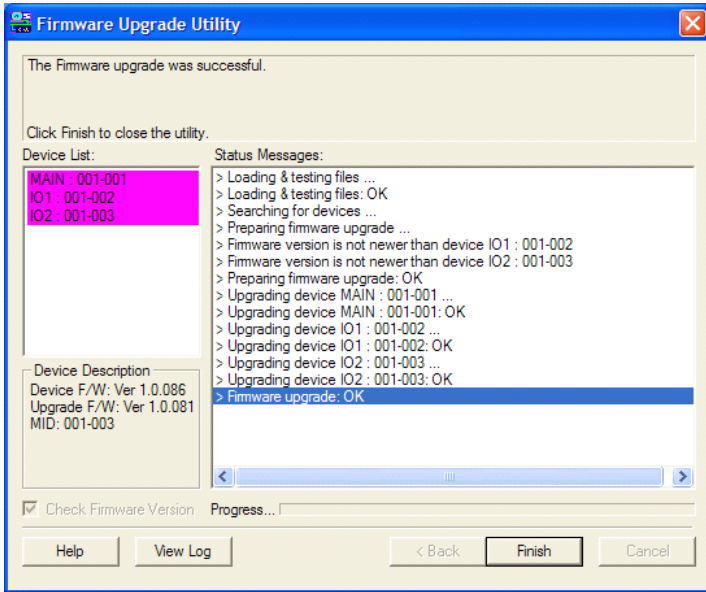 Firmware Upgrade Utility
The Firmware upgrade was successful.
Click Finish to close the utility.
Device List:
MAIN : 001-001
IO1 : 001-002
IO2 : 001-003
Status Messages:
> Loading & testing files ...
> Loading & testing files: OK
> Searching for devices ...
> Preparing firmware upgrade ...
> Firmware version is not newer than device IO1 : 001-002
> Firmware version is not newer than device IO2 : 001-003
> Preparing firmware upgrade: OK
> Upgrading device MAIN : 001-001 ...
> Upgrading device MAIN : 001-001: OK
> Upgrading device IO1 : 001-002 ...
> Upgrading device IO1 : 001-002: OK
> Upgrading device IO2 : 001-003 ...
> Upgrading device IO2 : 001-003: OK
> Firmware upgrade: OK
Device Description
Device F/W: Ver 1.0.086
Upgrade F/W: Ver 1.0.081
MID: 001-003
Check Firmware Version
Progress...
Help
View Log
< Back
Finish
Cancel